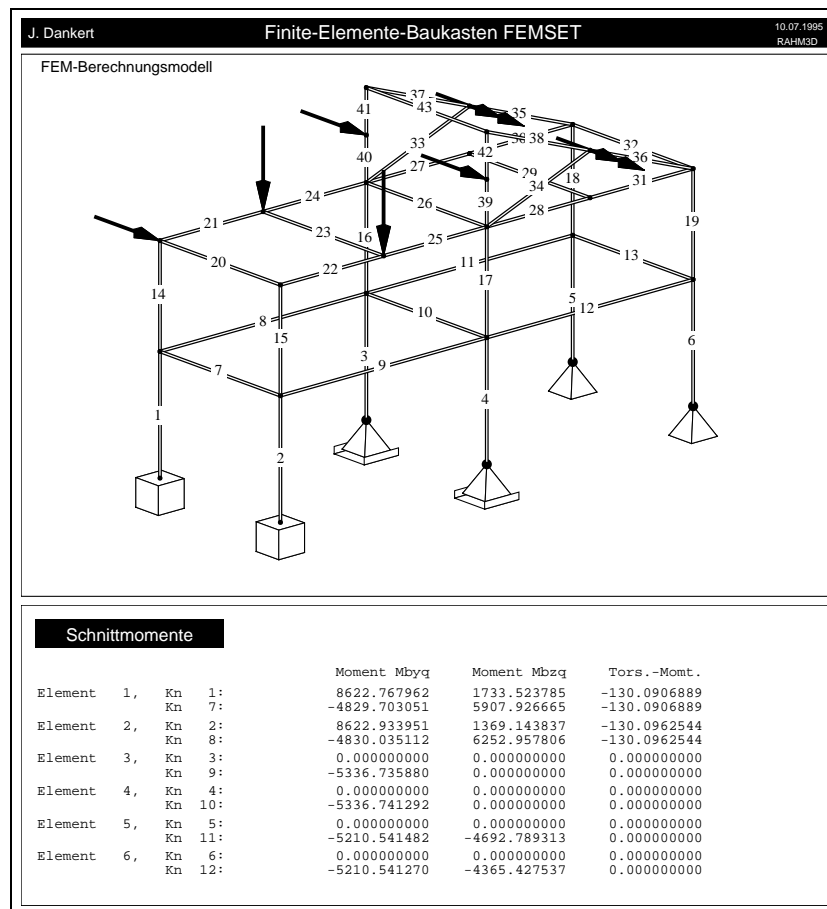 J. Dankert Finite-Elemente-Baukasten FEMSET 10.07.1995
RAHM3D
FEM-Berechnungsmodell
37
41 43 35
33 38 32
40 42 36
27 29 18
24 34 31
21 26 39 28 19
23 16 25
20 22 11 13
14 17
8 10 5 12
15
3 9 6
7
1 4
2
Schnittmomente
Moment Mbyq Moment Mbzq Tors.-Momt.
Element 1, Kn 1: 8622.767962 1733.523785 -130.0906889
Kn 7: -4829.703051 5907.926665 -130.0906889
Element 2, Kn 2: 8622.933951 1369.143837 -130.0962544
Kn 8: -4830.035112 6252.957806 -130.0962544
Element 3, Kn 3: 0.000000000 0.000000000 0.000000000
Kn 9: -5336.735880 0.000000000 0.000000000
Element 4, Kn 4: 0.000000000 0.000000000 0.000000000
Kn 10: -5336.741292 0.000000000 0.000000000
Element 5, Kn 5: 0.000000000 0.000000000 0.000000000
Kn 11: -5210.541482 -4692.789313 0.000000000
Element 6, Kn 6: 0.000000000 0.000000000 0.000000000
Kn 12: -5210.541270 -4365.427537 0.000000000